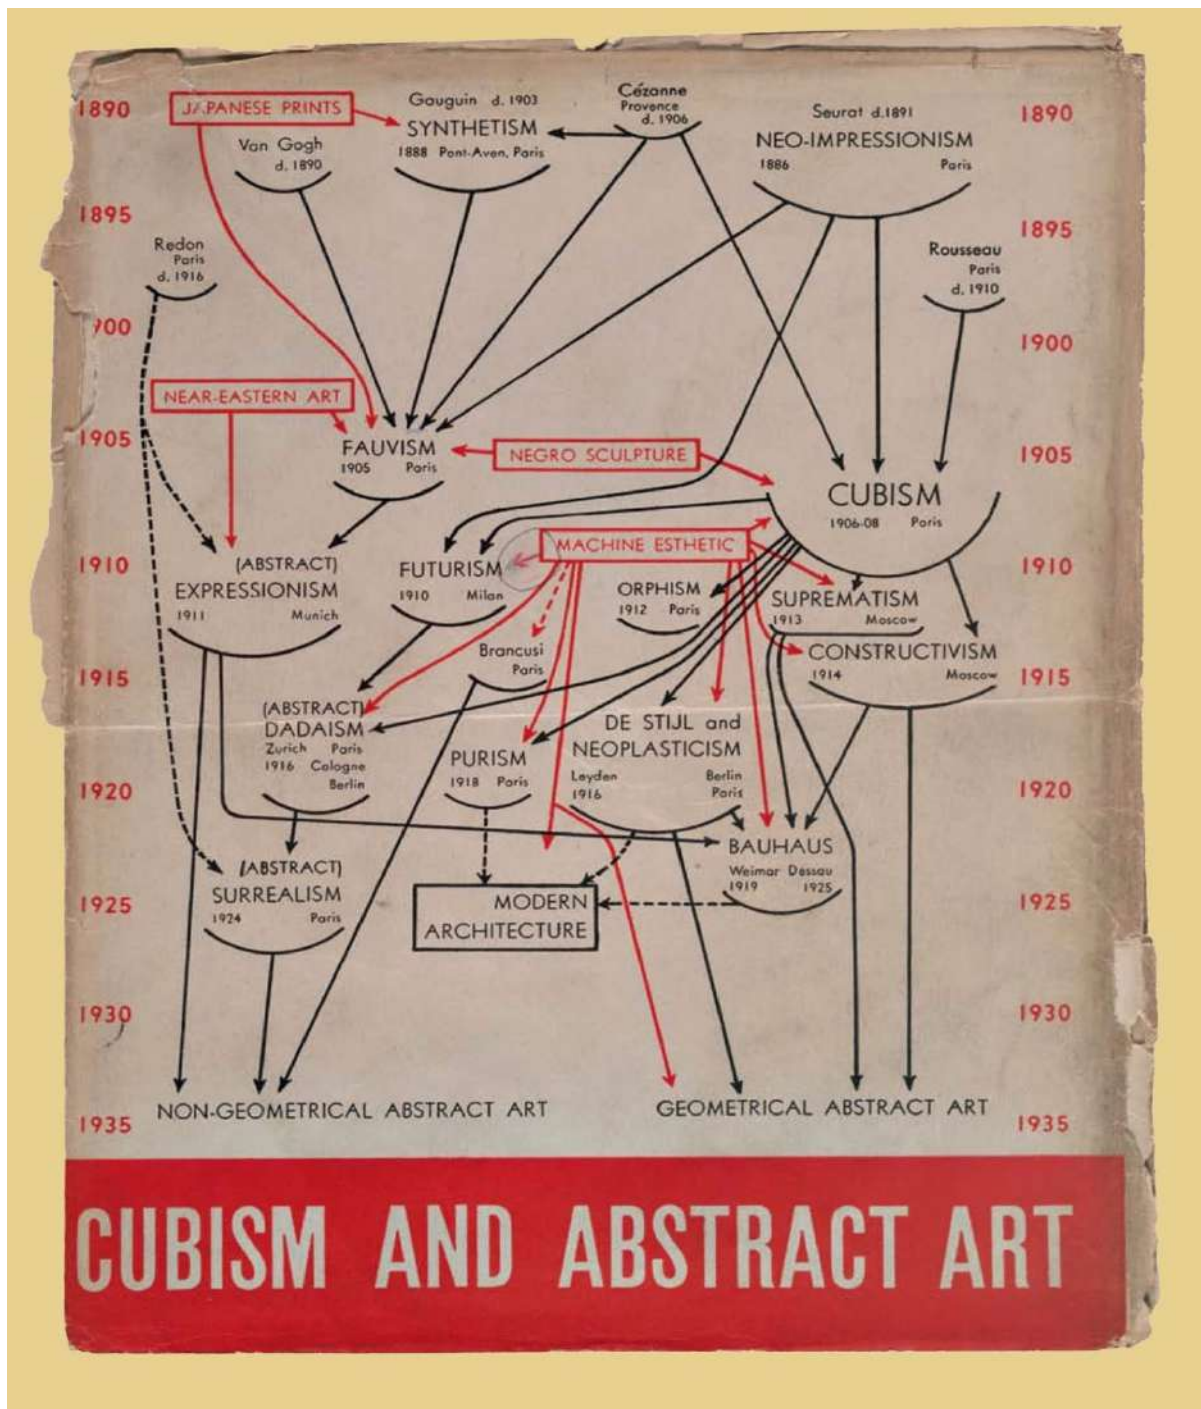 1890
JAPANESE PRINTS
Gauguin d. 1903
SYNTHETISM
1888 Pont-Aven, Paris
Cézanne
Provence
d. 1906
Seurat d.1891
NEO-IMPRESSIONISM
1886 Paris
1890
Van Gogh
d. 1890
1895
1895
Redon
Paris
d. 1916
Rousseau
Paris
d. 1910
1900
1900
NEAR-EASTERN ART
1905
FAUVISM
1905 Paris
NEGRO SCULPTURE
1905
CUBISM
1906-08 Paris
1910
(ABSTRACT)
EXPRESSIONISM
1911 Munich
FUTURISM
1910 Milan
MACHINE ESTHETIC
ORPHISM
1912 Paris
SUPREMATISM
1913 Moscow
1910
Brancusi
Paris
CONSTRUCTIVISM
1914 Moscow
1915
1915
(ABSTRACT)
DADAISM
Zurich Paris
1916 Cologne
Berlin
PURISM
1918 Paris
DE STIJL and
NEOPLASTICISM
Leyden Berlin
1916 Paris
1920
1920
BAUHAUS
Weimar Dessau
1919 1925
(ABSTRACT)
SURREALISM
1924 Paris
MODERN
ARCHITECTURE
1925
1925
1930
1930
NON-GEOMETRICAL ABSTRACT ART
GEOMETRICAL ABSTRACT ART
1935
1935
CUBISM AND ABSTRACT ART